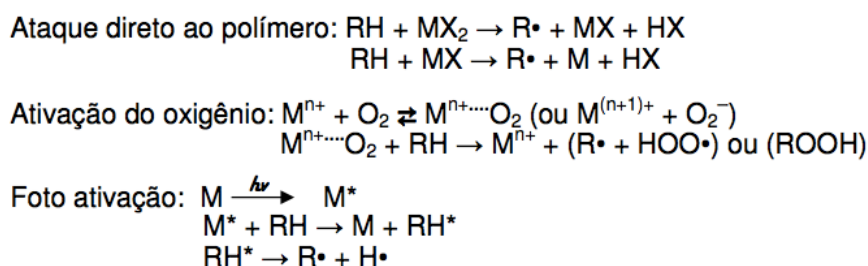 Ataque direto ao polímero: RH + MX₂ → R• + MX + HX
RH + MX → R• + M + HX
Ativação do oxigênio: Mⁿ⁺ + O₂ ⇄ Mⁿ⁺····O₂ (ou M⁽ⁿ⁺¹⁾⁺ + O₂⁻)
Mⁿ⁺····O₂ + RH → Mⁿ⁺ + (R• + HOO•) ou (ROOH)
Foto ativação: M —hν→ M*
M* + RH → M + RH*
RH* → R• + H•